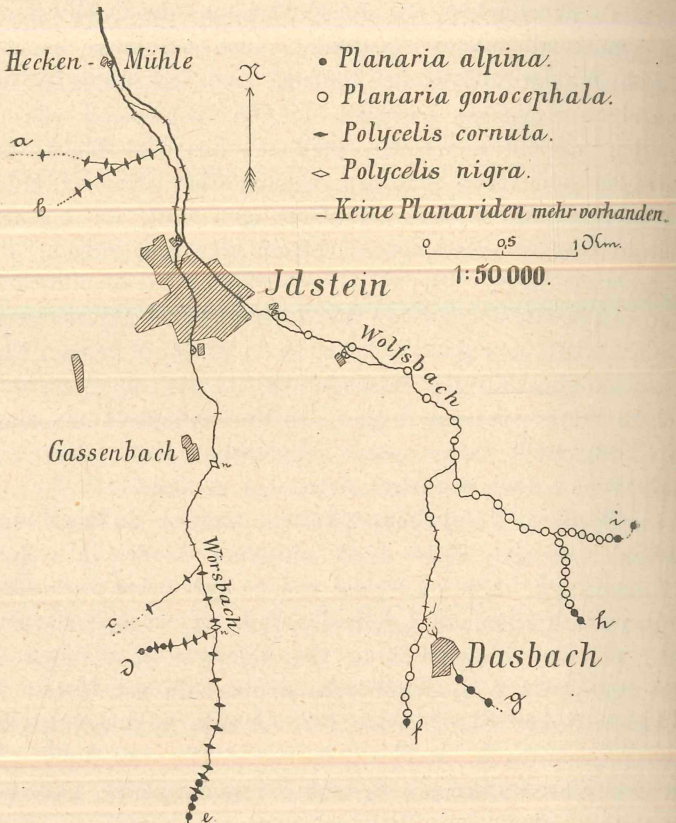 Hecken - Mühle
N
• Planaria alpina.
○ Planaria gonocephala.
Polycelis cornuta.
Polycelis nigra.
– Keine Planariden mehr vorhanden.
0 0,5 1 Km.
1:50 000.
a
b
Jdstein
Wolfsbach
Gassenbach
i
Wörsbach
c
h
d
Dasbach
g
f
e